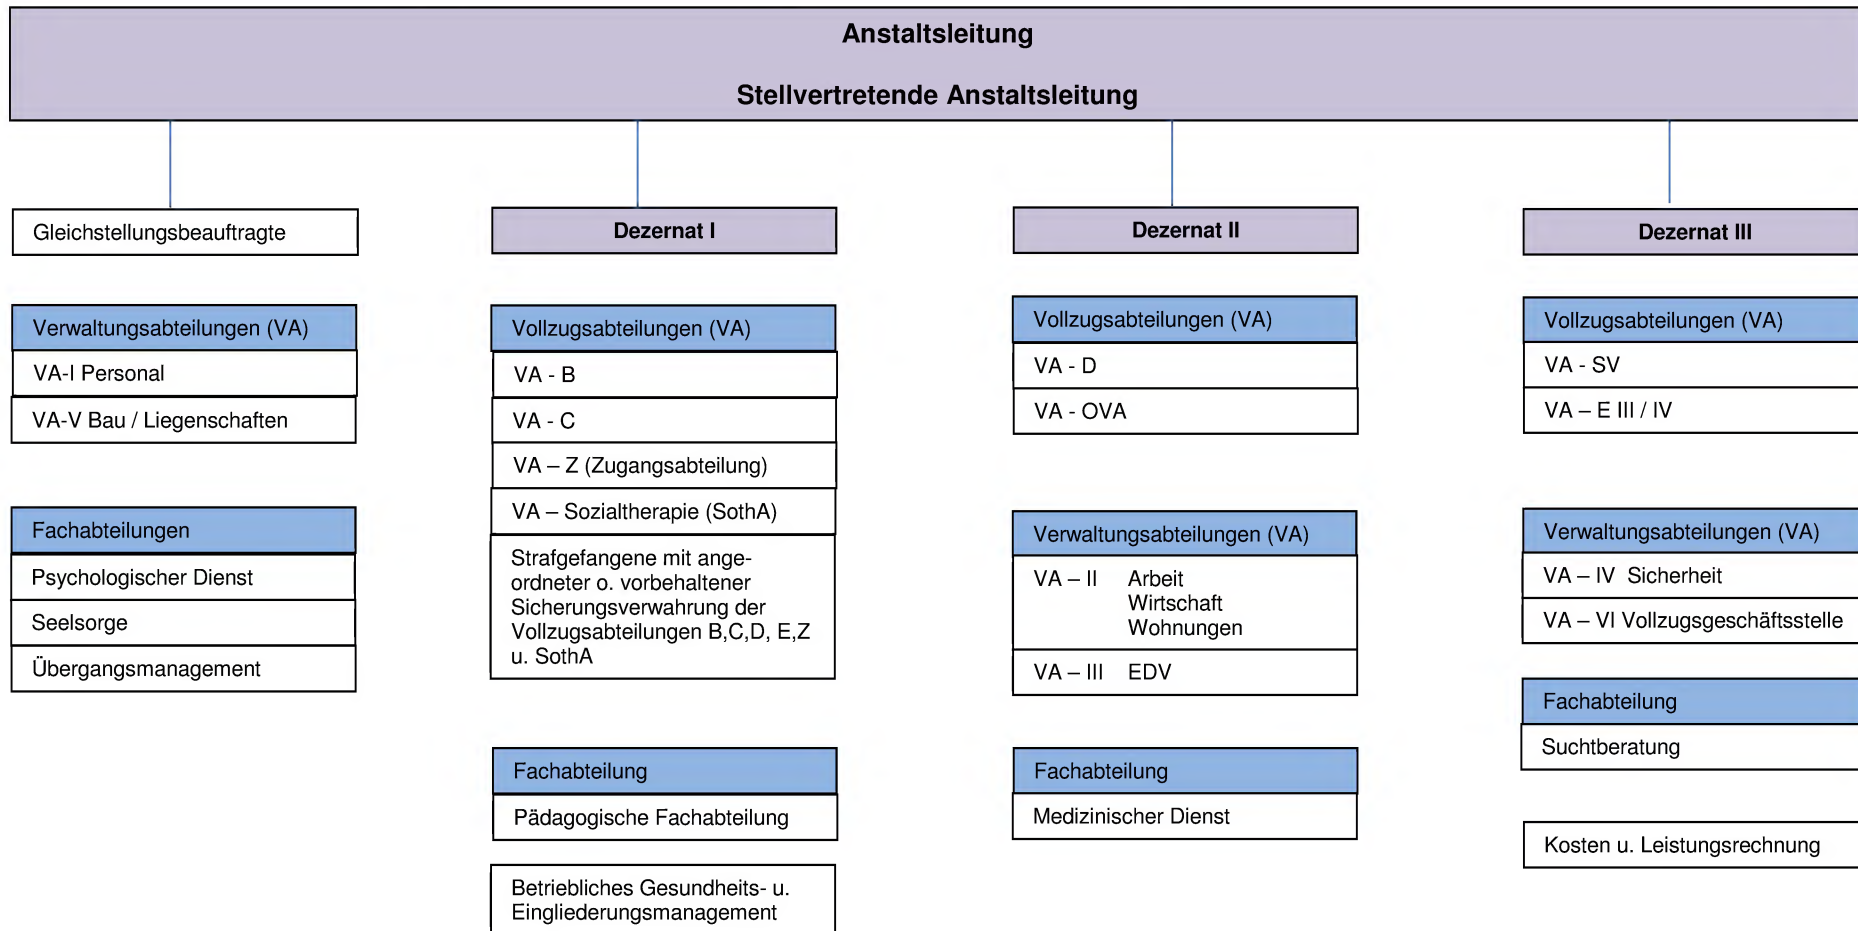 Anstaltsleitung
Stellvertretende Anstaltsleitung
Gleichstellungsbeauftragte
Verwaltungsabteilungen (VA)
VA-I Personal
VA-V Bau / Liegenschaften
Fachabteilungen
Psychologischer Dienst
Seelsorge
Übergangsmanagement
Dezernat I
Vollzugsabteilungen (VA)
VA - B
VA - C
VA – Z (Zugangsabteilung)
VA – Sozialtherapie (SothA)
Strafgefangene mit ange-
ordneter o. vorbehaltener
Sicherungsverwahrung der
Vollzugsabteilungen B,C,D, E,Z
u. SothA
Fachabteilung
Pädagogische Fachabteilung
Betriebliches Gesundheits- u.
Eingliederungsmanagement
Dezernat II
Vollzugsabteilungen (VA)
VA - D
VA - OVA
Verwaltungsabteilungen (VA)
VA – II Arbeit
Wirtschaft
Wohnungen
VA – III EDV
Fachabteilung
Medizinischer Dienst
Dezernat III
Vollzugsabteilungen (VA)
VA - SV
VA – E III / IV
Verwaltungsabteilungen (VA)
VA – IV Sicherheit
VA – VI Vollzugsgeschäftsstelle
Fachabteilung
Suchtberatung
Kosten u. Leistungsrechnung